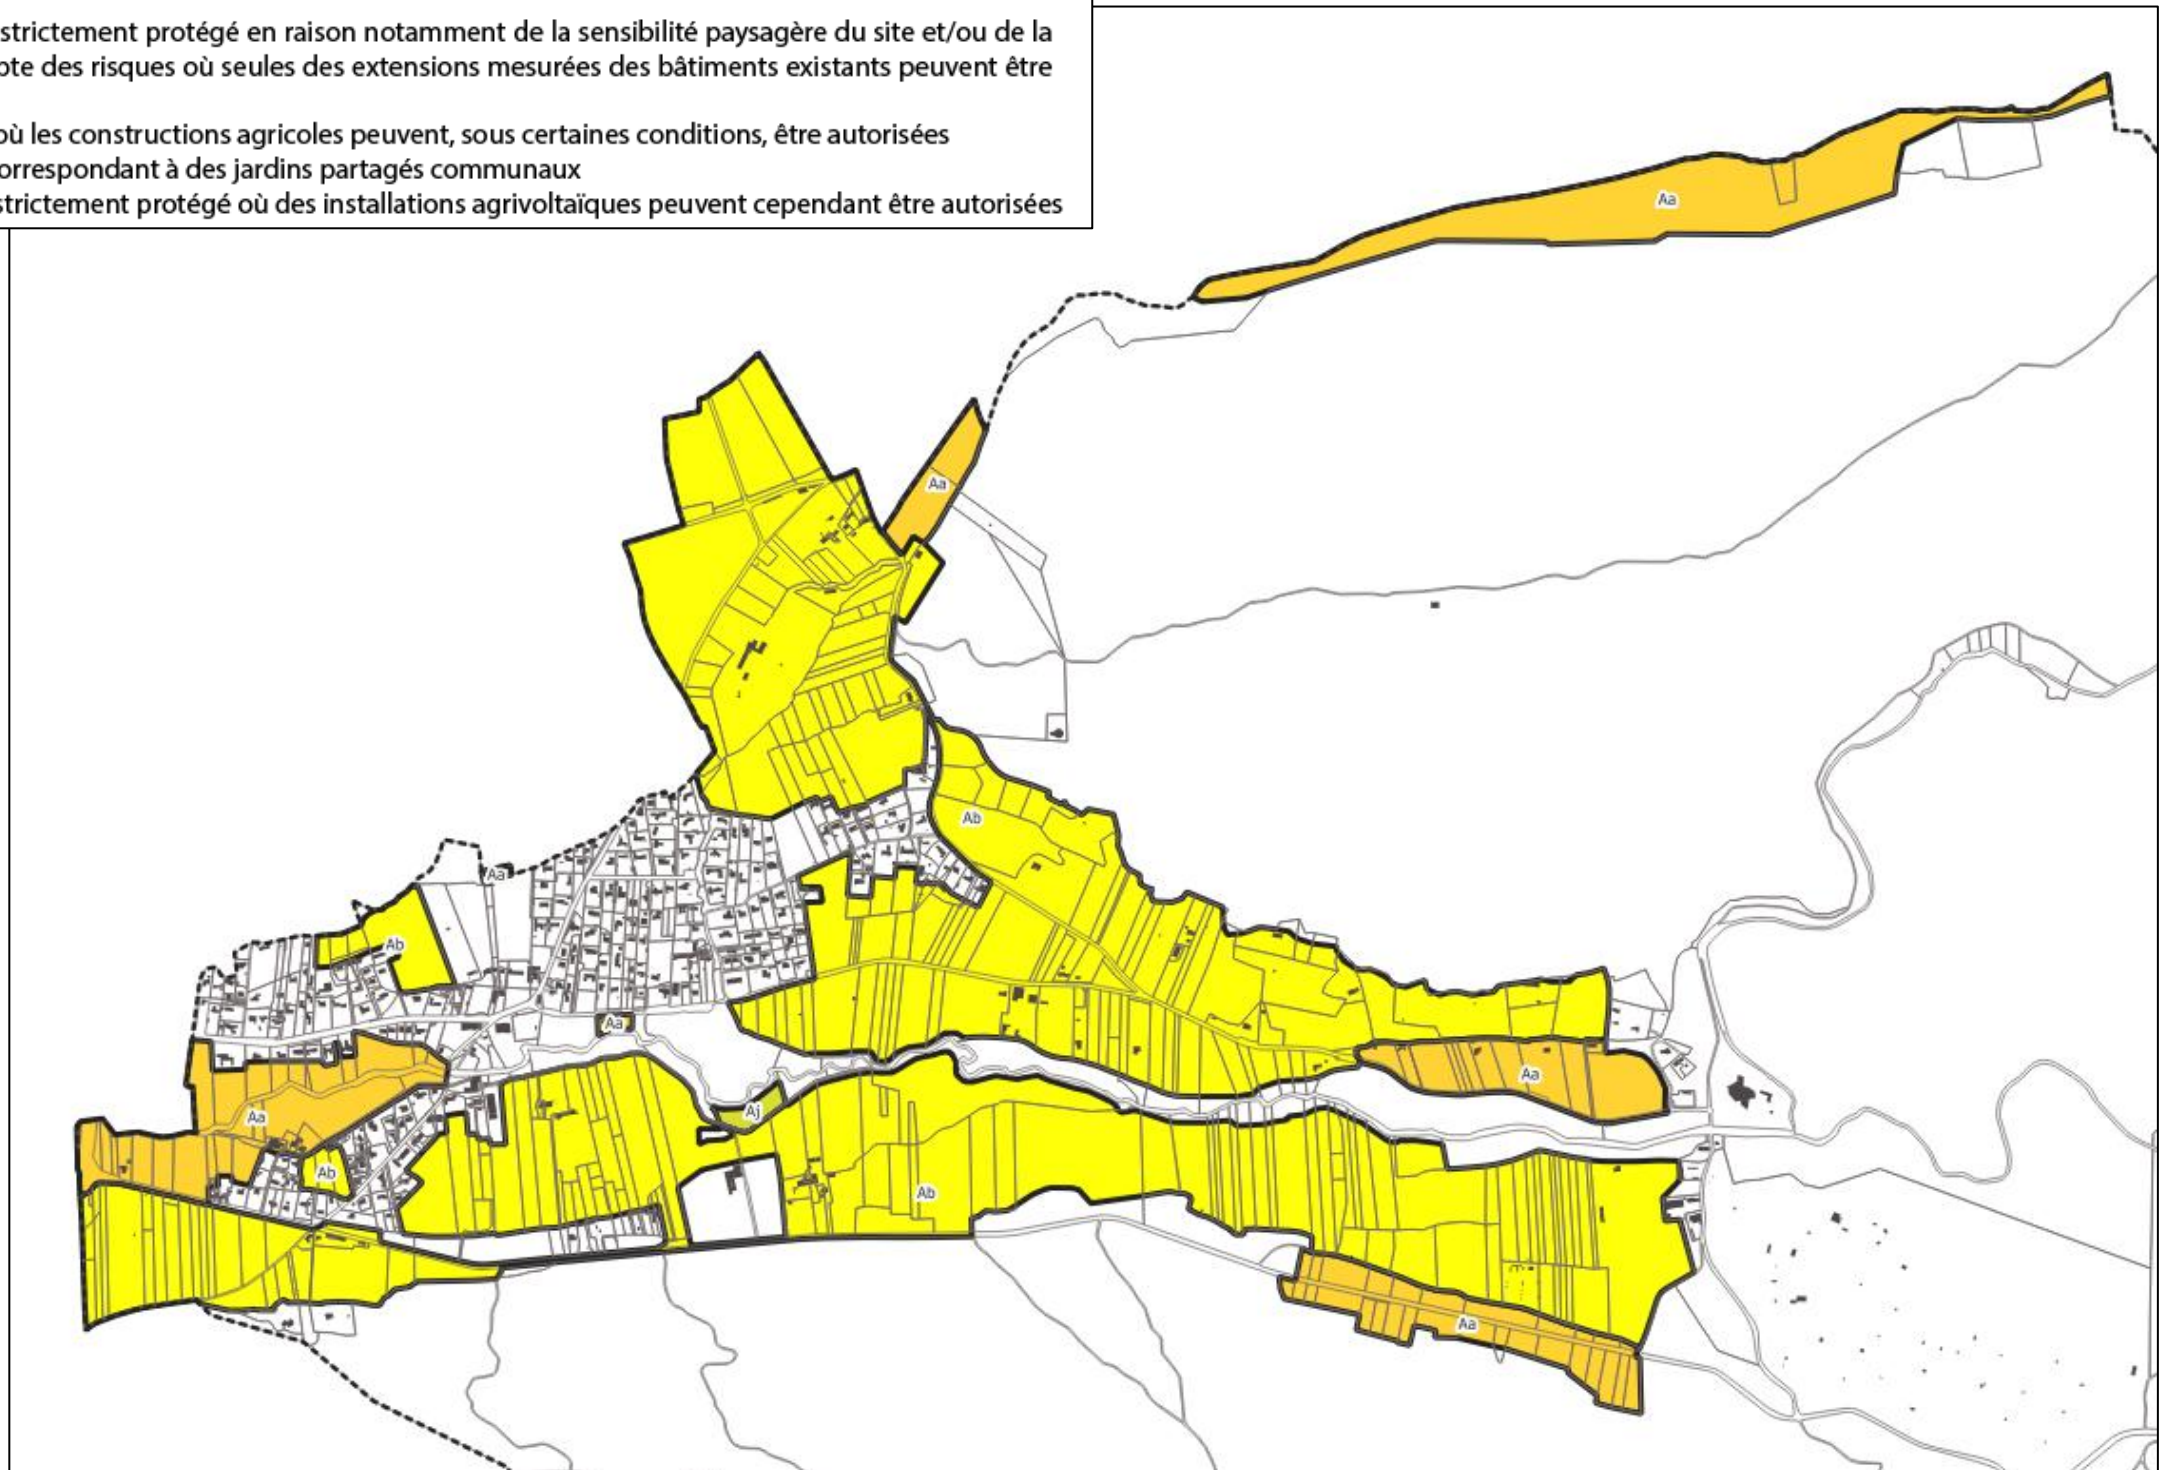 strictement protégé en raison notamment de la sensibilité paysagère du site et/ou de la
pte des risques où seules des extensions mesurées des bâtiments existants peuvent être
où les constructions agricoles peuvent, sous certaines conditions, être autorisées
orrespondant à des jardins partagés communaux
strictement protégé où des installations agrivoltaïques peuvent cependant être autorisées
Aa
Aa
Ab
Aa
Ab
Aa
Aa
Aj
Aa
Ab
Ab
Aa